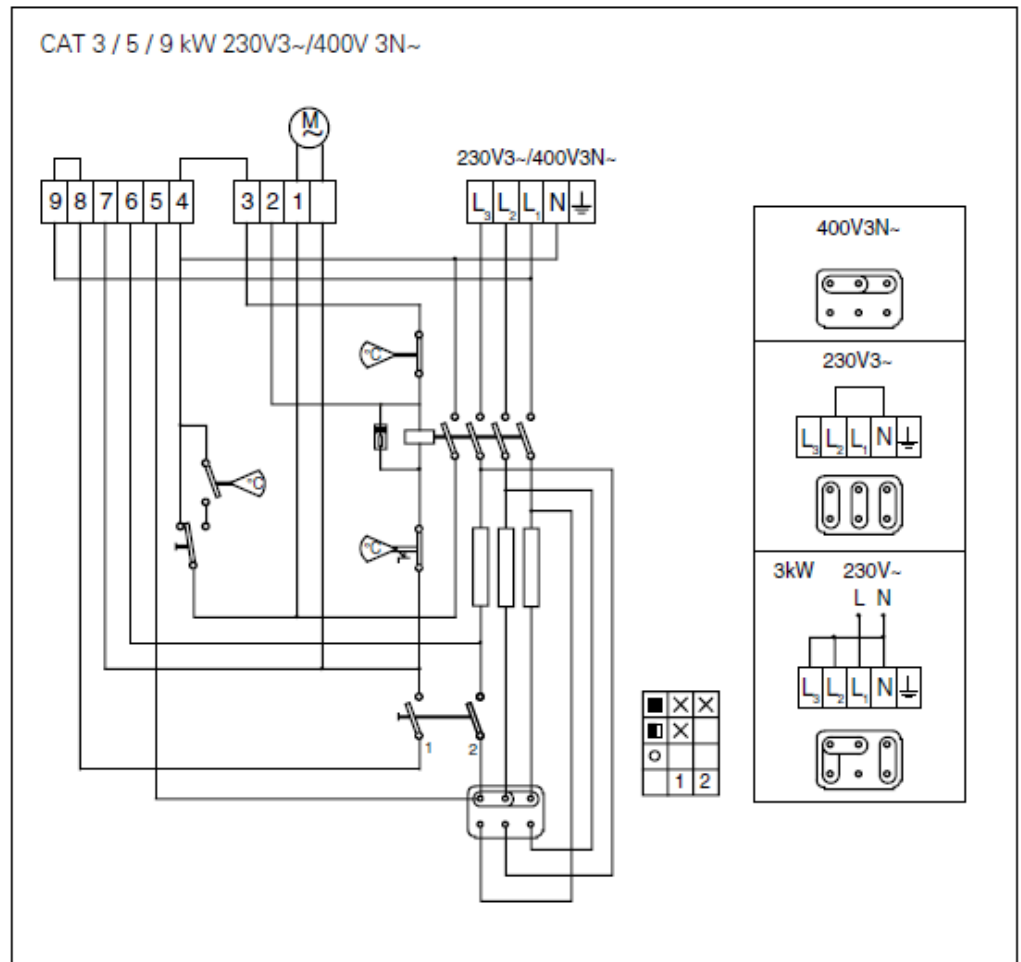 CAT 3 / 5 / 9 kW 230V3~/400V 3N~
M
~
230V3~/400V3N~
9 8 7 6 5 4
3 2 1
L3 L2 L1 N
°C
°C
°C
1
2
1 2
400V3N~
230V3~
L3 L2 L1 N
3kW 230V~
L N
L3 L2 L1 N